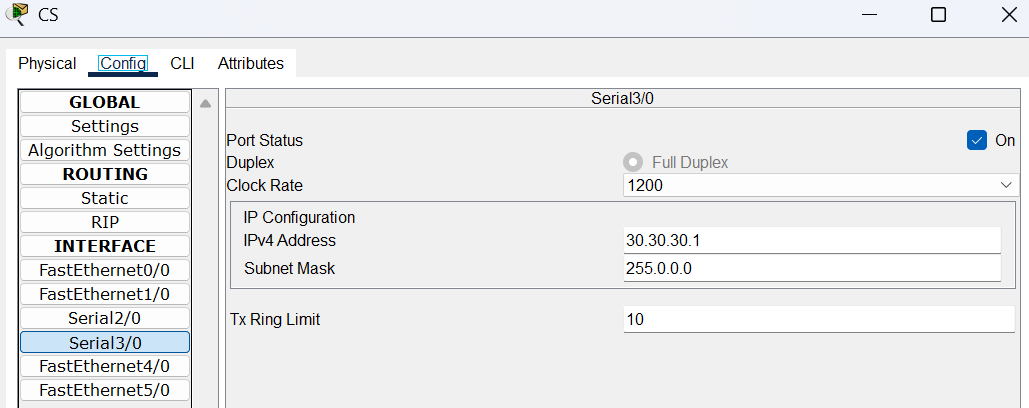 CS
Physical Config CLI Attributes
GLOBAL
Settings
Algorithm Settings
ROUTING
Static
RIP
INTERFACE
FastEthernet0/0
FastEthernet1/0
Serial2/0
Serial3/0
FastEthernet4/0
FastEthernet5/0
Serial3/0
Port Status On
Duplex Full Duplex
Clock Rate 1200
IP Configuration
IPv4 Address 30.30.30.1
Subnet Mask 255.0.0.0
Tx Ring Limit 10